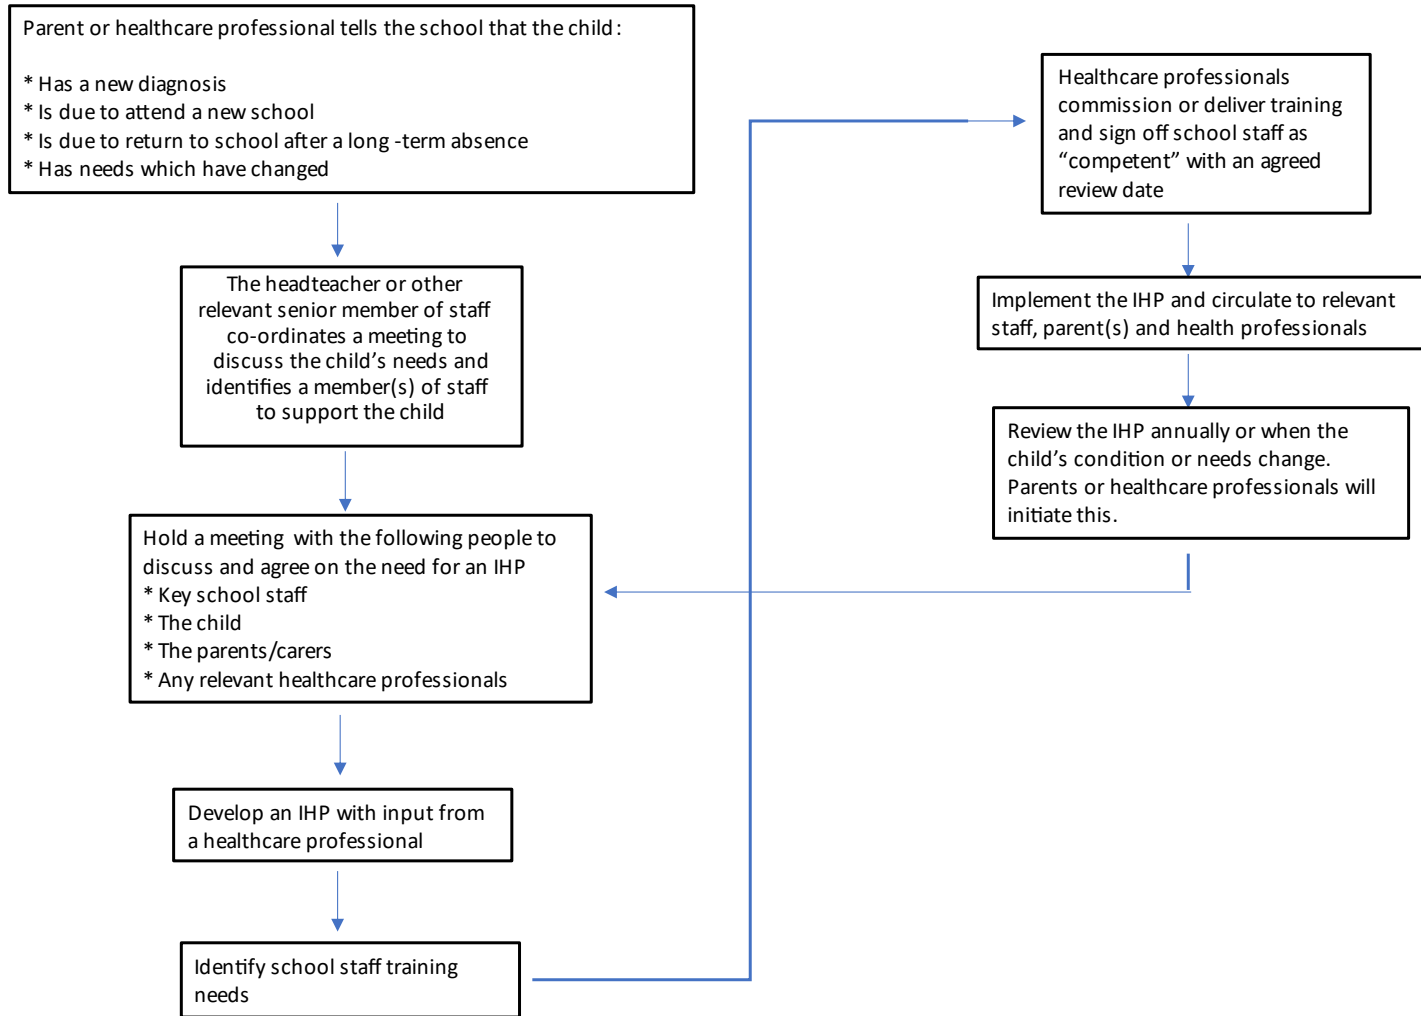 Parent or healthcare professional tells the school that the child:
* Has a new diagnosis
* Is due to attend a new school
* Is due to return to school after a long -term absence
* Has needs which have changed
The headteacher or other
relevant senior member of staff
co-ordinates a meeting to
discuss the child’s needs and
identifies a member(s) of staff
to support the child
Hold a meeting with the following people to
discuss and agree on the need for an IHP
* Key school staff
* The child
* The parents/carers
* Any relevant healthcare professionals
Develop an IHP with input from
a healthcare professional
Identify school staff training
needs
Healthcare professionals
commission or deliver training
and sign off school staff as
“competent” with an agreed
review date
Implement the IHP and circulate to relevant
staff, parent(s) and health professionals
Review the IHP annually or when the
child’s condition or needs change.
Parents or healthcare professionals will
initiate this.